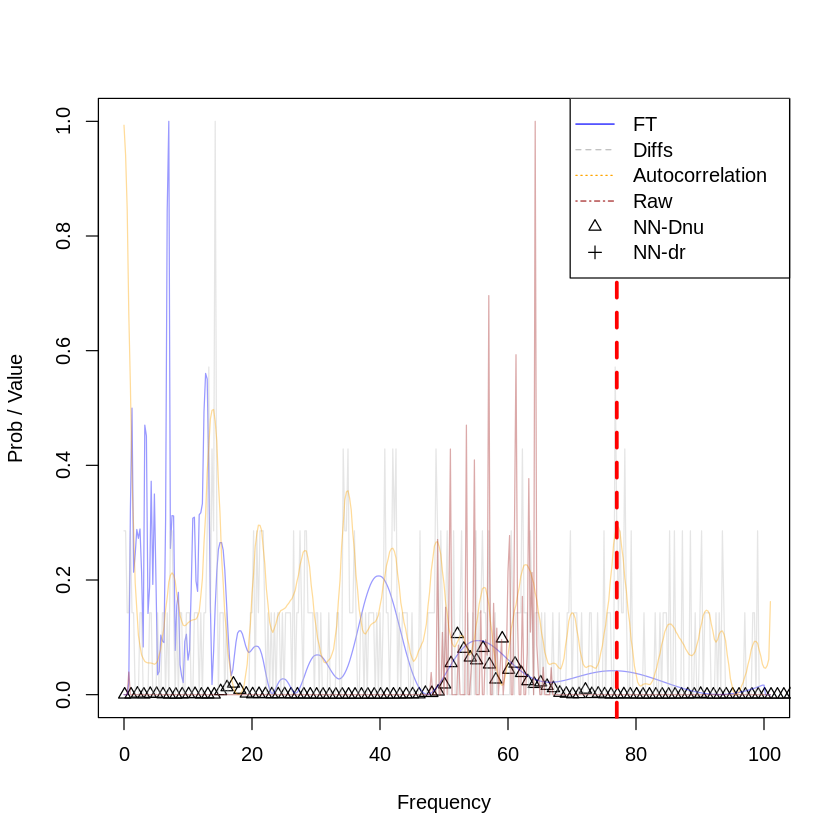 FT
Diffs
Autocorrelation
Raw
NN-Dnu
NN-dr
Prob / Value
1.0
0.8
0.6
0.4
0.2
0.0
0 20 40 60 80 100
Frequency